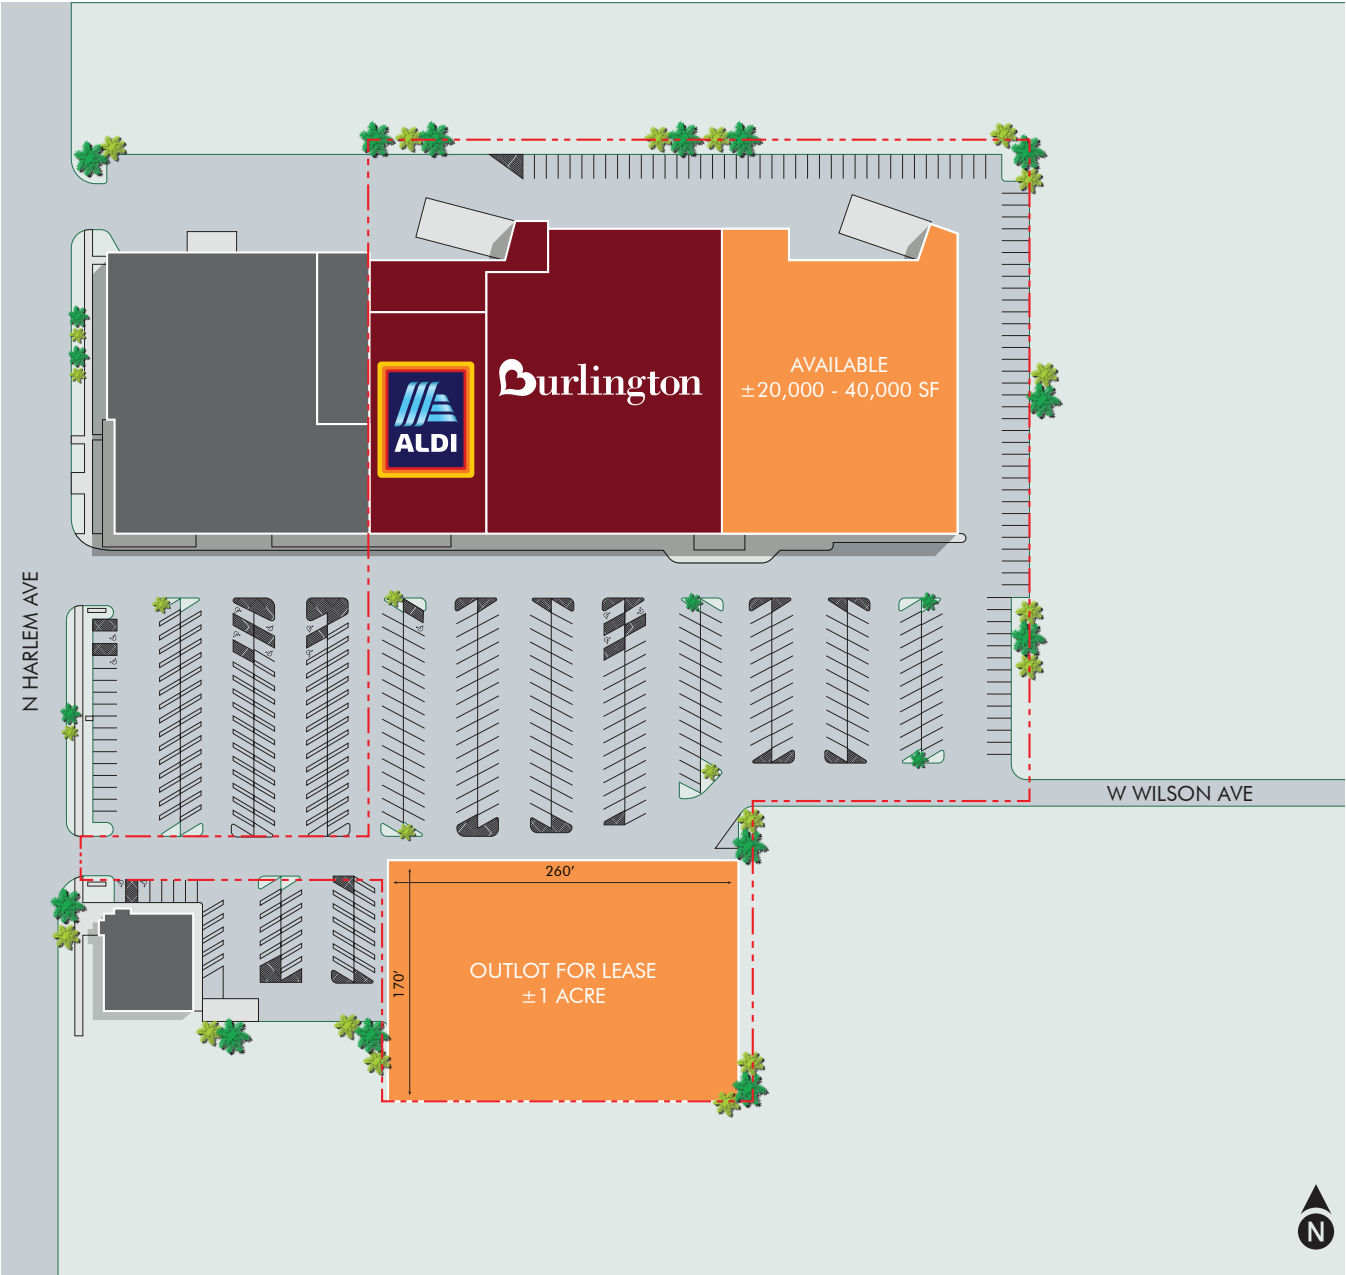 ALDI
Burlington
AVAILABLE
±20,000 - 40,000 SF
N HARLEM AVE
W WILSON AVE
260’
170’
OUTLOT FOR LEASE
±1 ACRE
N